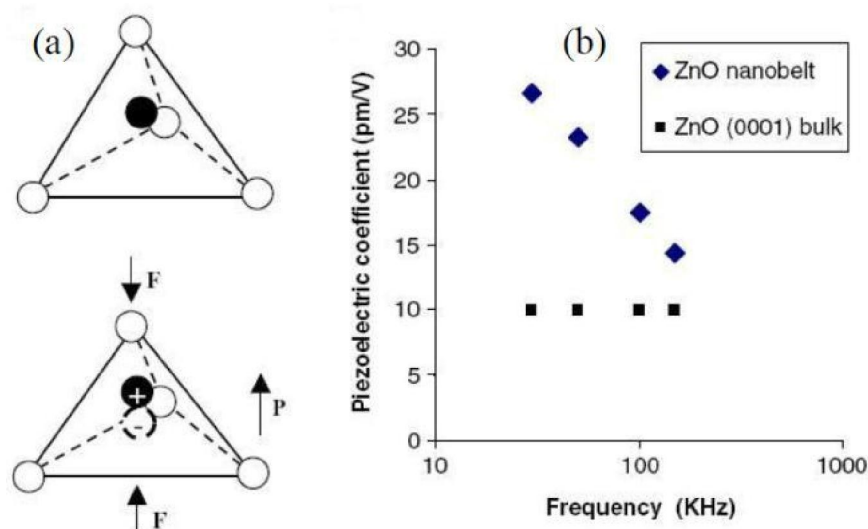 (a)
F
+
-
P
F
(b)
ZnO nanobelt
ZnO (0001) bulk
Piezoelectric coefficient (pm/V)
30
25
20
15
10
5
0
10
100
1000
Frequency (KHz)